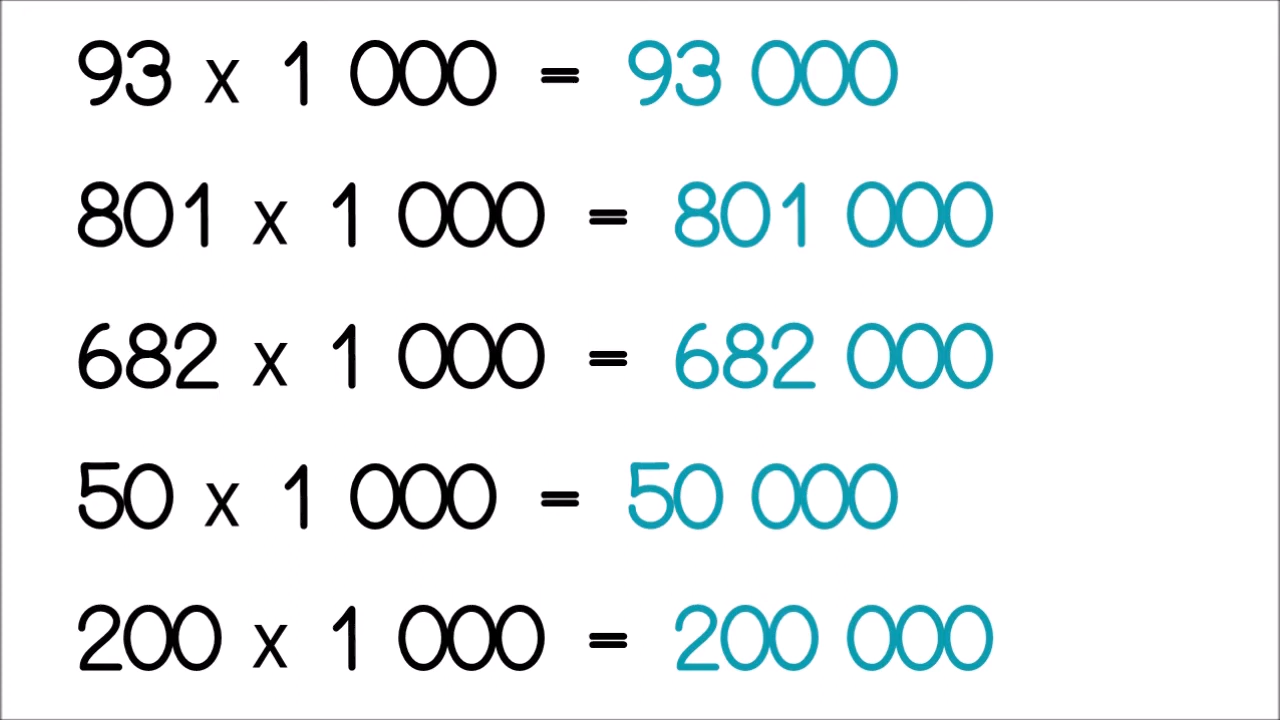 93 x 1 000 = 93 000
801 x 1 000 = 801 000
682 x 1 000 = 682 000
50 x 1 000 = 50 000
200 x 1 000 = 200 000